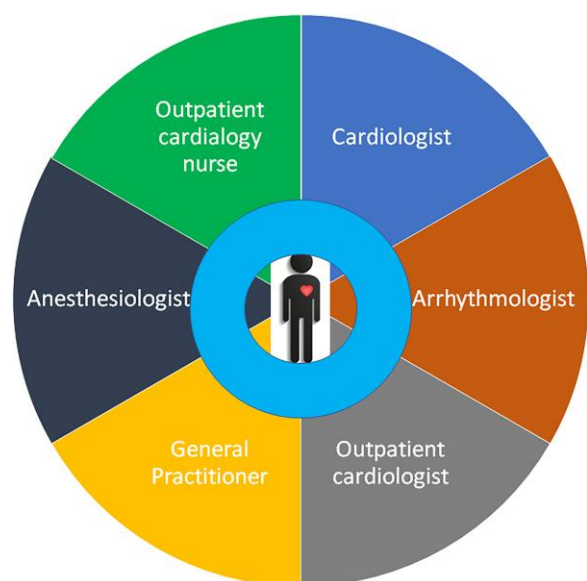 Outpatient
cardialogy
nurse
Cardiologist
Anesthesiologist
Arrhythmologist
General
Practitioner
Outpatient
cardiologist